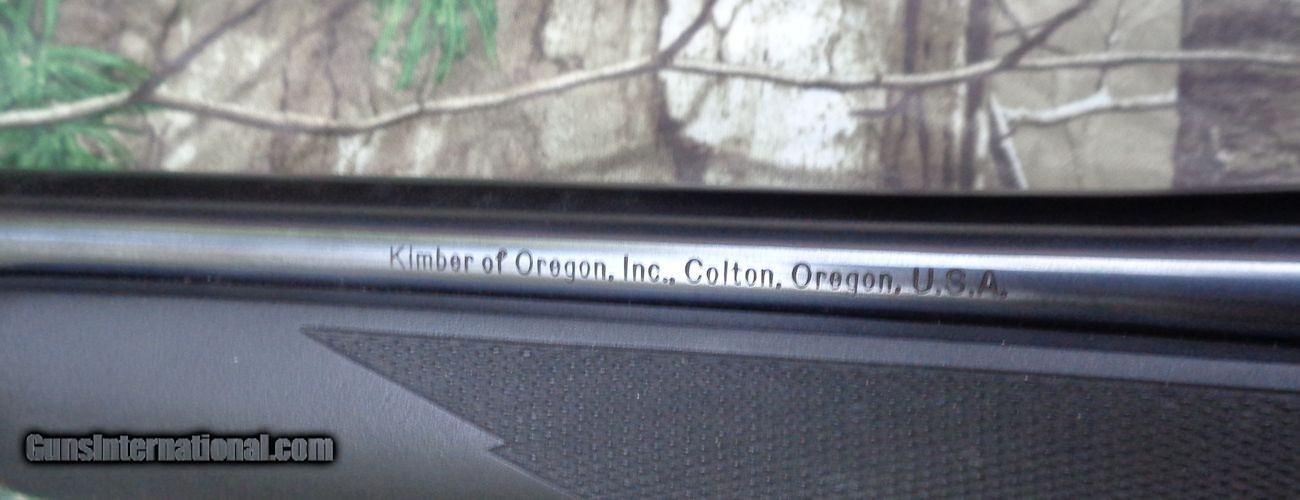 Kimber of Oregon, Inc., Colton, Oregon, U.S.A.
GunsInternational.com